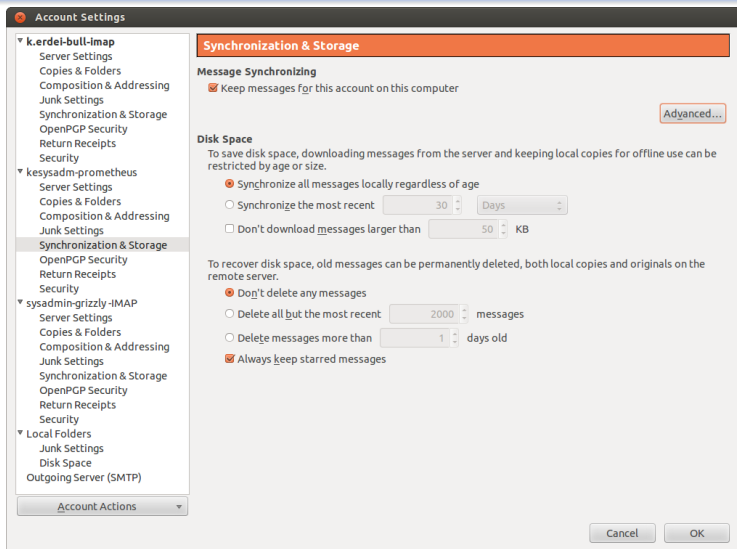 Account Settings
k.erdei-bull-imap
Server Settings
Copies & Folders
Composition & Addressing
Junk Settings
Synchronization & Storage
OpenPGP Security
Return Receipts
Security
kesysadm-prometheus
Server Settings
Copies & Folders
Composition & Addressing
Junk Settings
Synchronization & Storage
OpenPGP Security
Return Receipts
Security
sysadmin-grizzly -IMAP
Server Settings
Copies & Folders
Composition & Addressing
Junk Settings
Synchronization & Storage
OpenPGP Security
Return Receipts
Security
Local Folders
Junk Settings
Disk Space
Outgoing Server (SMTP)
Account Actions
Synchronization & Storage
Message Synchronizing
Keep messages for this account on this computer
Advanced...
Disk Space
To save disk space, downloading messages from the server and keeping local copies for offline use can be
restricted by age or size.
Synchronize all messages locally regardless of age
Synchronize the most recent 30 Days
Don't download messages larger than 50 KB
To recover disk space, old messages can be permanently deleted, both local copies and originals on the
remote server.
Don't delete any messages
Delete all but the most recent 2000 messages
Delete messages more than 1 days old
Always keep starred messages
Cancel OK